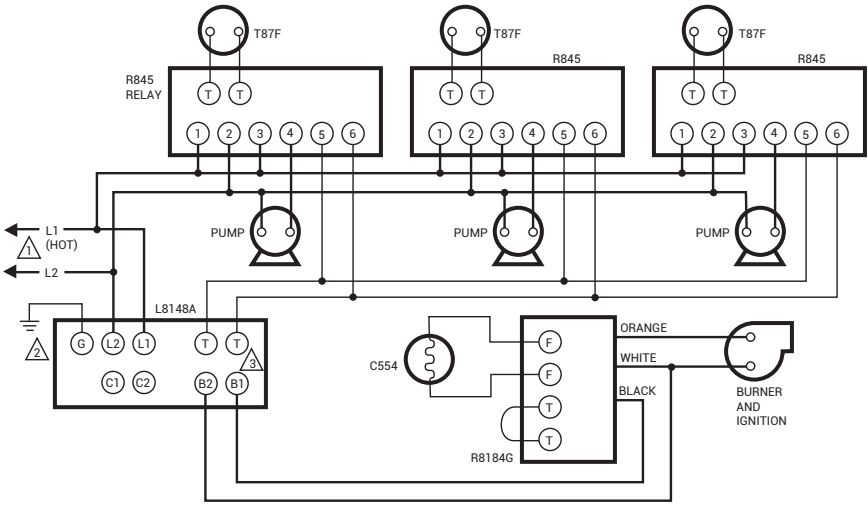 T87F T87F T87F
R845 RELAY R845 R845
T T T T T T
1 2 3 4 5 6 1 2 3 4 5 6 1 2 3 4 5 6
L1 (HOT)
1
PUMP PUMP PUMP
L2
L8148A
G L2 L1 T T
2
3
C1 C2 B2 B1
C554
F
F
T
T
R8184G
ORANGE
WHITE
BLACK
BURNER
AND
IGNITION